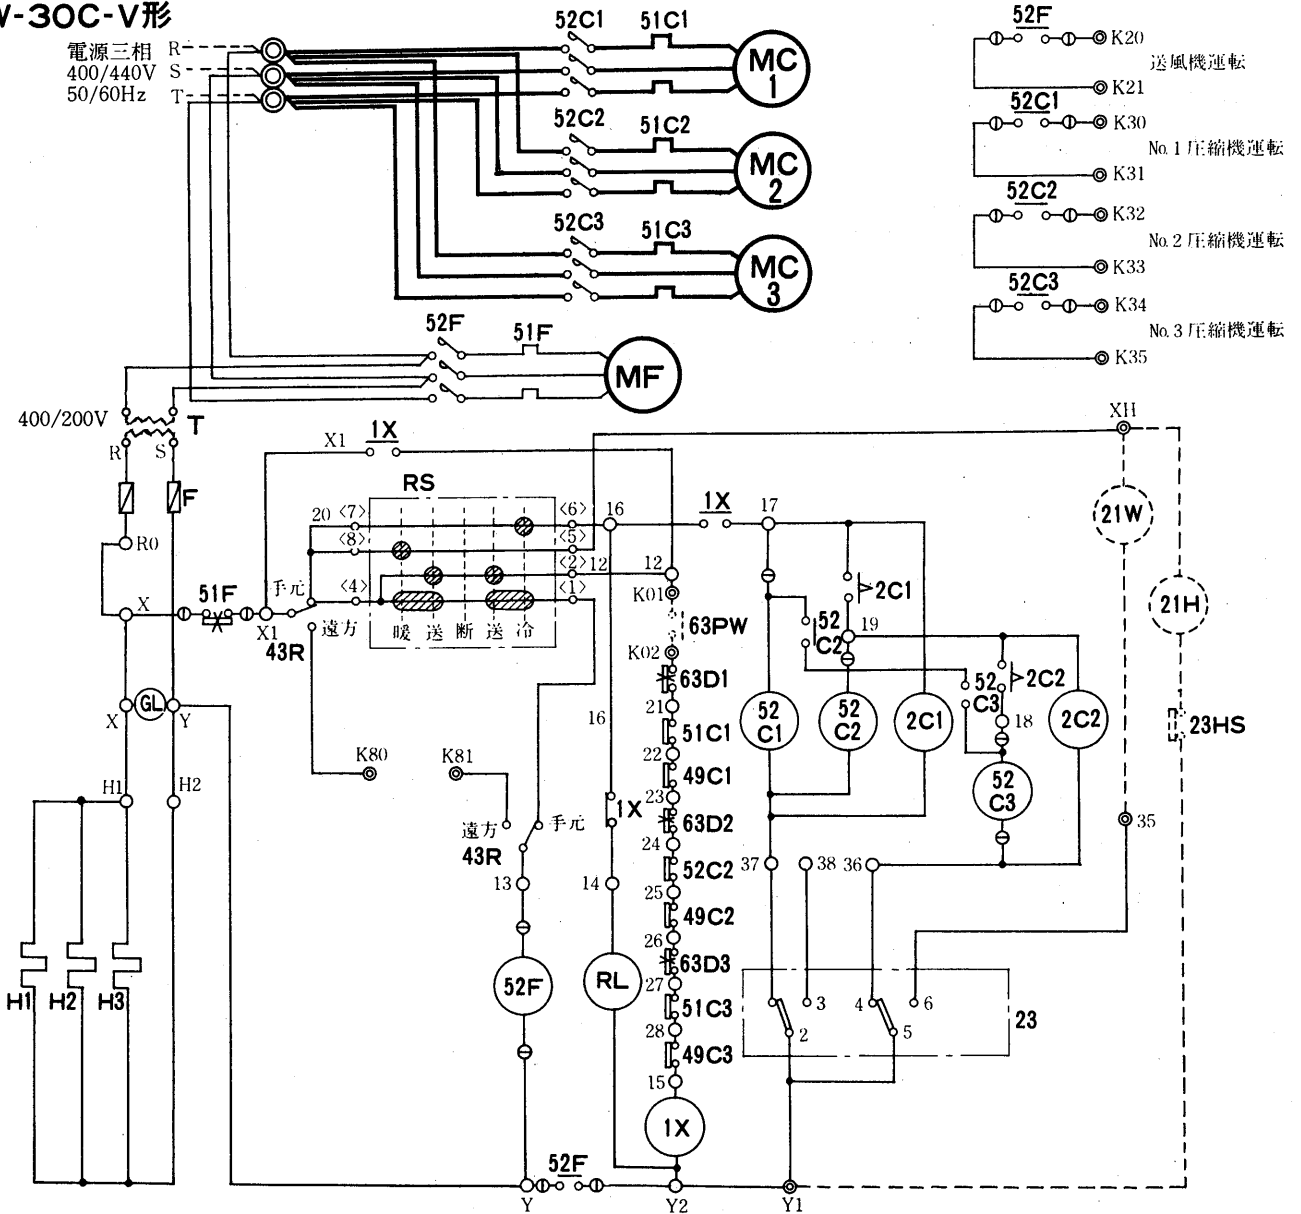 W-30C-V形
電源三相 R
400/440V S
50/60Hz T
52C1 51C1
MC
1
52C2 51C2
MC
2
52C3 51C3
MC
3
52F 51F
MF
52F
K20
送風機運転
K21
52C1
K30
No.1圧縮機運転
K31
52C2
K32
No.2圧縮機運転
K33
52C3
K34
No.3圧縮機運転
K35
400/200V
T
R S
F
R0
X1 1X
RS
20 〈7〉 〈6〉 16
〈8〉 〈5〉
〈2〉 12 12
〈4〉 〈1〉
暖 送 断 送 冷
1X 17
XH
21W
21H
23HS
35
X 51F X1
手元
遠方
43R
GL
X Y
H1 H2
H1 H2 H3
K80 K81
遠方 手元
43R
13
52F
16
1X
14
RL
K01
63PW
K02
63D1
21
51C1
22
49C1
23
63D2
24
52C2
25
49C2
26
63D3
27
51C3
28
49C3
15
1X
2C1
52
C2
19
52
C3
2C2
18
52
C1
52
C2
2C1
2C2
52
C3
37 38 36
3 4 6
2 5
23
52F
Y Y2 Y1